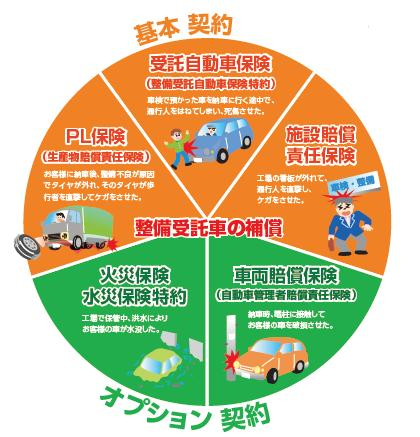 基本 契約
受託自動車保険
（整備受託自動車保険特約）
車検で預かった車を納車に行く途中で、
通行人をはねてしまい、死傷させた。
PL保険
（生産物賠償責任保険）
お客様に納車後、整備不良が原因
でタイヤが外れ、そのタイヤが歩
行者を直撃してケガをさせた。
施設賠償
責任保険
工場の看板が外れて、
通行人を直撃し、
ケガをさせた。
車検・整備
整備受託車の補償
火災保険
水災保険特約
工場で保管中、洪水により
お客様の車が水没した。
車両賠償保険
（自動車管理者賠償責任保険）
納車時、電柱に接触して
お客様の車を破損させた。
オプション 契約